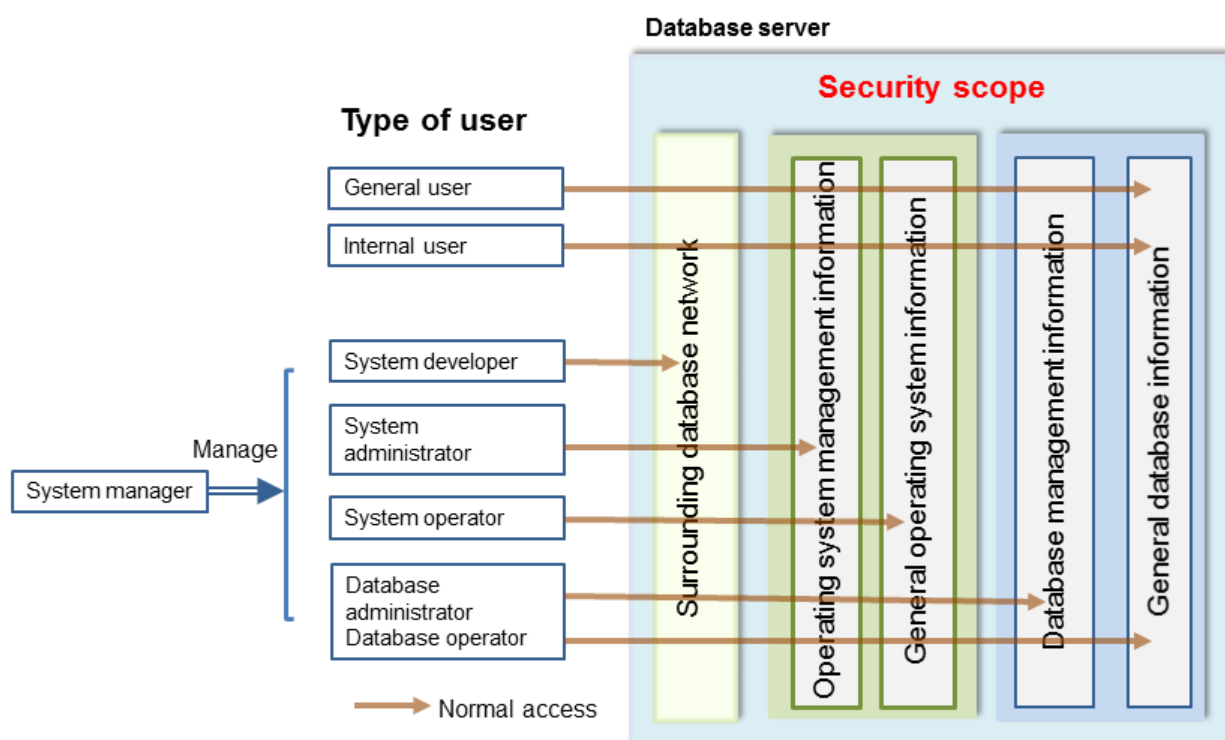 Database server
Security scope
Type of user
General user
Internal user
System developer
System
administrator
System operator
Database
administrator
Database operator
Manage
System manager
Normal access
Surrounding database network
Operating system management information
General operating system information
Database management information
General database information